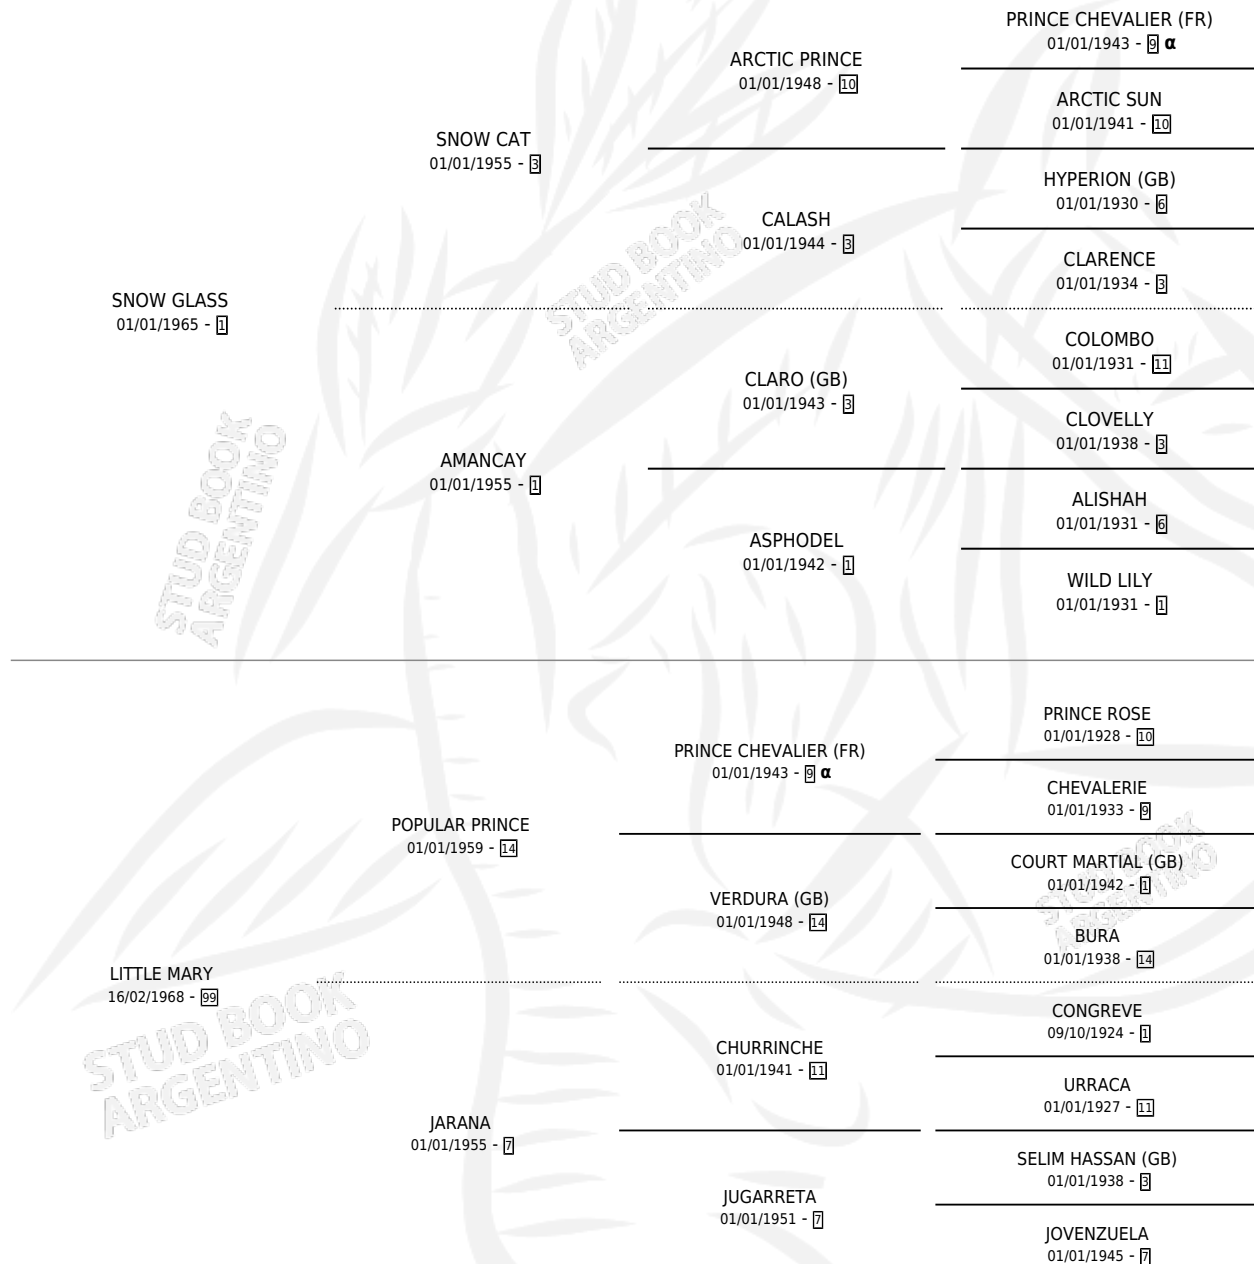 PRINCE CHEVALIER (FR)
01/01/1943 - 9 α
ARCTIC PRINCE
01/01/1948 - 10
ARCTIC SUN
01/01/1941 - 10
SNOW CAT
01/01/1955 - 3
HYPERION (GB)
01/01/1930 - 6
CALASH
01/01/1944 - 3
CLARENCE
01/01/1934 - 3
SNOW GLASS
01/01/1965 - 1
COLOMBO
01/01/1931 - 11
CLARO (GB)
01/01/1943 - 3
CLOVELLY
01/01/1938 - 3
AMANCAY
01/01/1955 - 1
ALISHAH
01/01/1931 - 6
ASPHODEL
01/01/1942 - 1
WILD LILY
01/01/1931 - 1
STUD BOOK
ARGENTINO
STUD BOOK
ARGENTINO
PRINCE ROSE
01/01/1928 - 10
PRINCE CHEVALIER (FR)
01/01/1943 - 9 α
CHEVALERIE
01/01/1933 - 9
POPULAR PRINCE
01/01/1959 - 14
COURT MARTIAL (GB)
01/01/1942 - 1
VERDURA (GB)
01/01/1948 - 14
BURA
01/01/1938 - 14
LITTLE MARY
16/02/1968 - 99
CONGREVE
09/10/1924 - 1
CHURRINCHE
01/01/1941 - 11
URRACA
01/01/1927 - 11
JARANA
01/01/1955 - 7
SELIM HASSAN (GB)
01/01/1938 - 3
JUGARRETA
01/01/1951 - 7
JOVENZUELA
01/01/1945 - 7
STUD BOOK
ARGENTINO
STUD BOOK
ARGENTINO